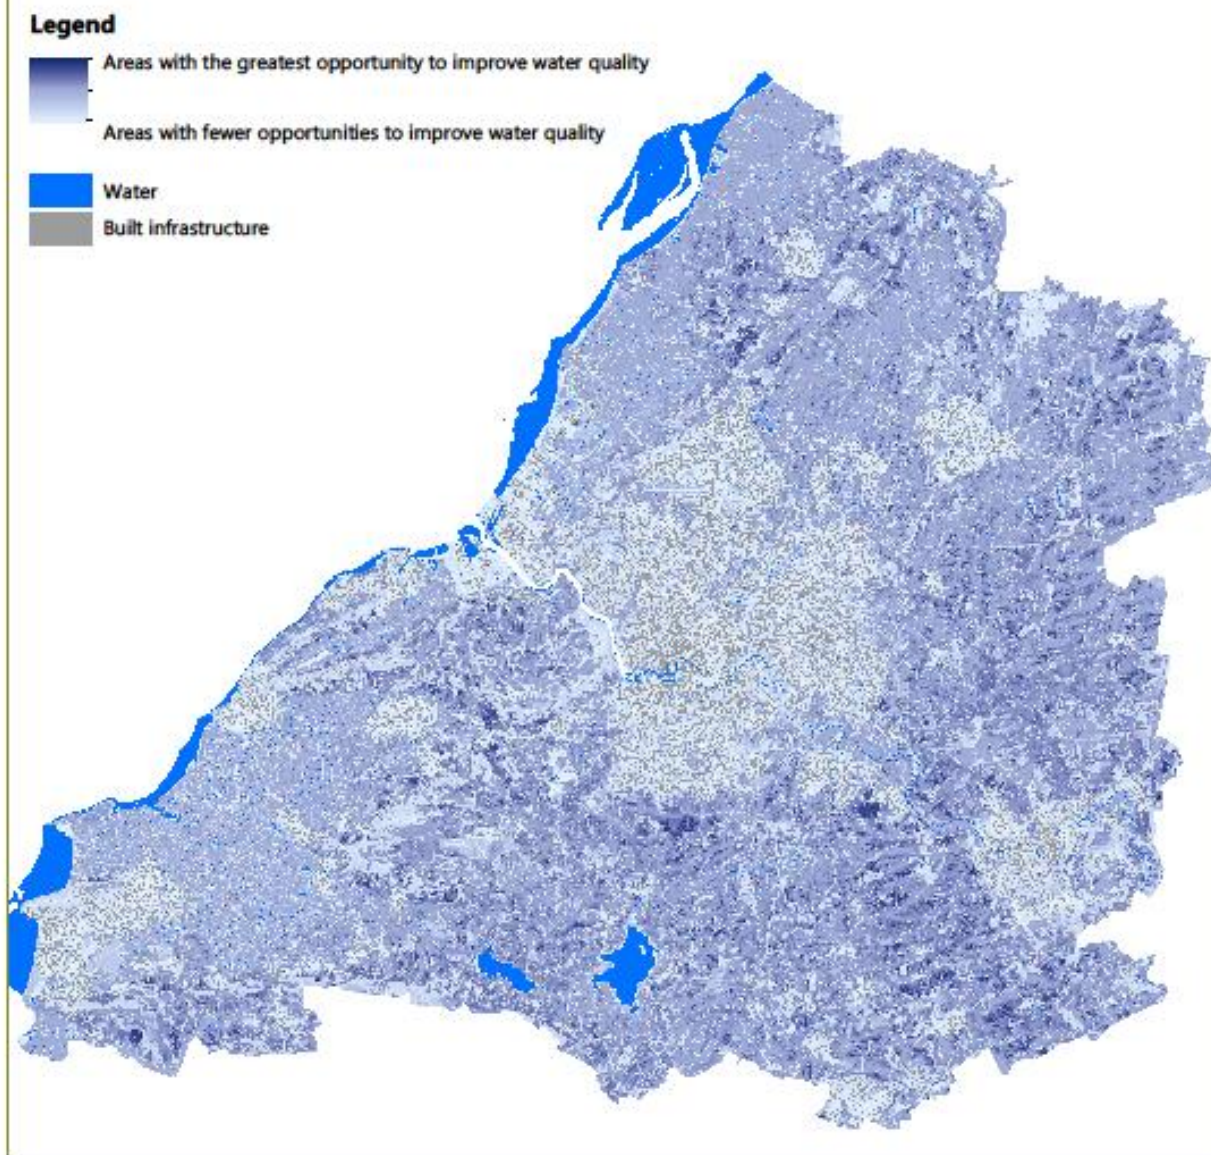 Legend
Areas with the greatest opportunity to improve water quality
Areas with fewer opportunities to improve water quality
Water
Built infrastructure